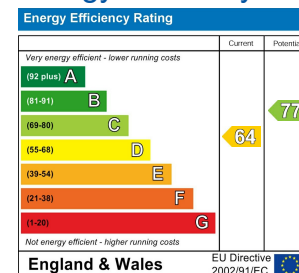 Energy Efficiency Rating
Current
Very energy efficient - lower running costs
(92 plus) A
(81-91) B
(69-80) C
77
(55-68) D
64
(39-54) E
(21-38) F
(1-20) G
Not energy efficient - higher running costs
England & Wales
EU Directive
2002/91/EC